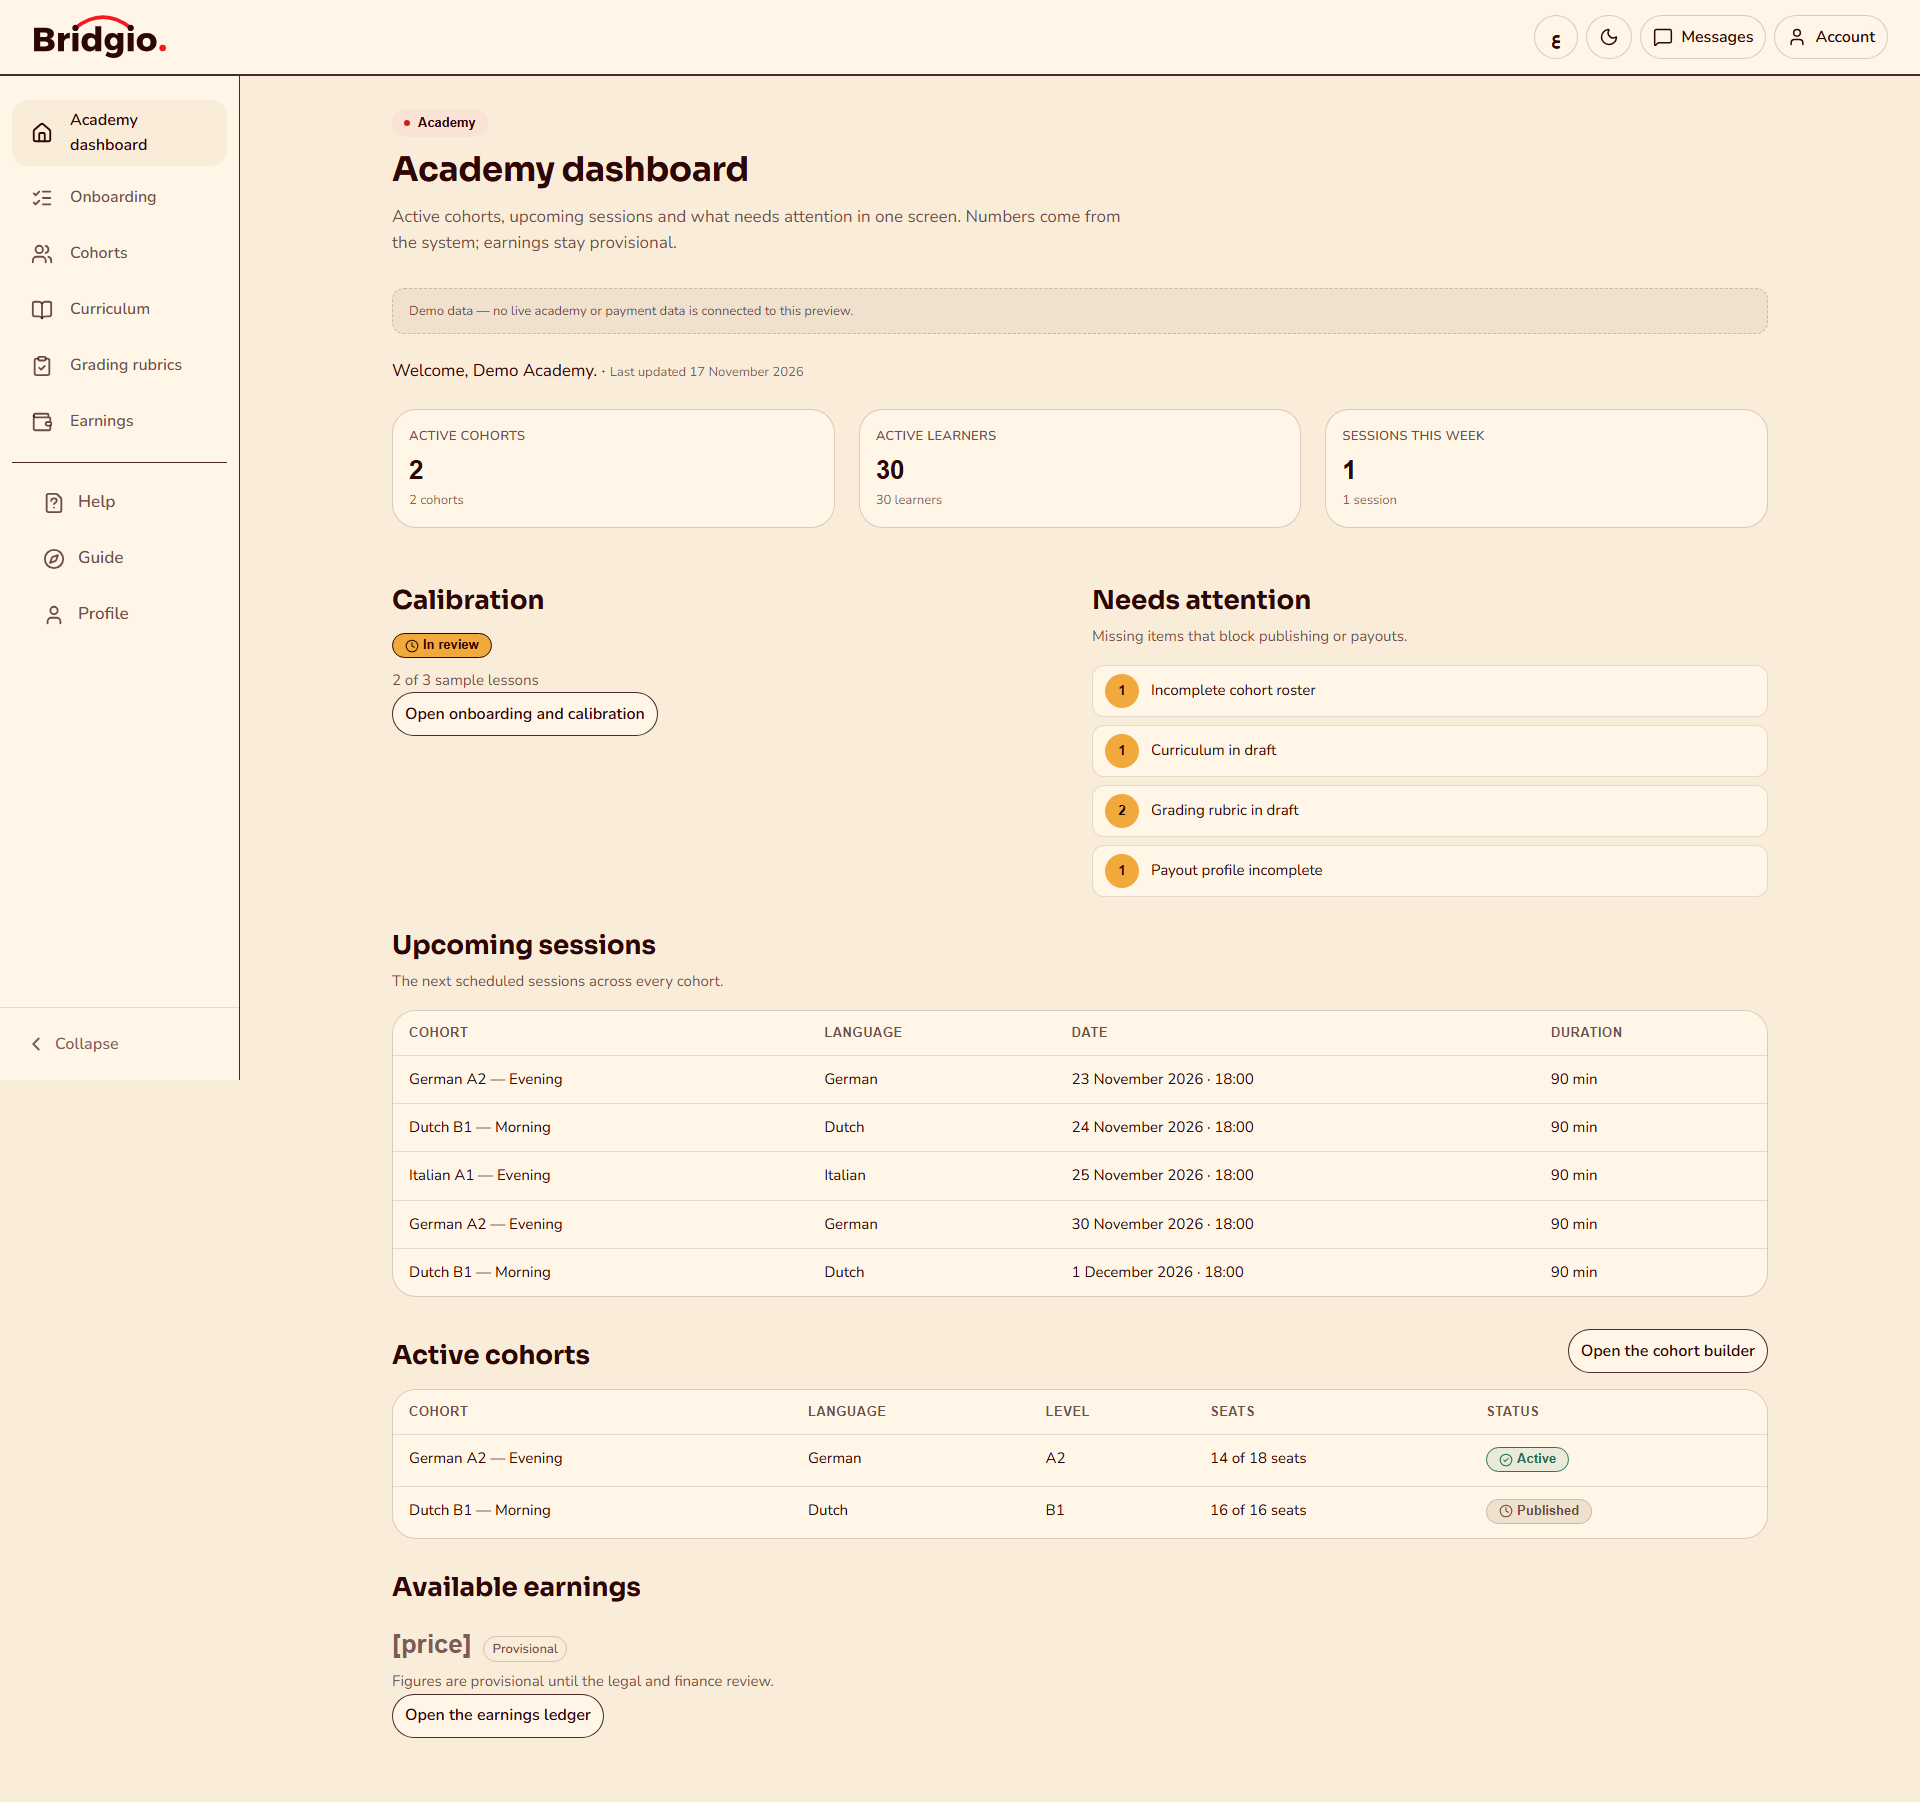 Bridgio.
ع
Messages
Account
Academy
dashboard
Onboarding
Cohorts
Curriculum
Grading rubrics
Earnings
Help
Guide
Profile
Collapse
Academy
Academy dashboard
Active cohorts, upcoming sessions and what needs attention in one screen. Numbers come from
the system; earnings stay provisional.
Demo data — no live academy or payment data is connected to this preview.
Welcome, Demo Academy. · Last updated 17 November 2026
ACTIVE COHORTS
2
2 cohorts
ACTIVE LEARNERS
30
30 learners
SESSIONS THIS WEEK
1
1 session
Calibration
In review
2 of 3 sample lessons
Open onboarding and calibration
Needs attention
Missing items that block publishing or payouts.
1 Incomplete cohort roster
1 Curriculum in draft
2 Grading rubric in draft
1 Payout profile incomplete
Upcoming sessions
The next scheduled sessions across every cohort.
COHORT LANGUAGE DATE DURATION
German A2 — Evening German 23 November 2026 · 18:00 90 min
Dutch B1 — Morning Dutch 24 November 2026 · 18:00 90 min
Italian A1 — Evening Italian 25 November 2026 · 18:00 90 min
German A2 — Evening German 30 November 2026 · 18:00 90 min
Dutch B1 — Morning Dutch 1 December 2026 · 18:00 90 min
Active cohorts
Open the cohort builder
COHORT LANGUAGE LEVEL SEATS STATUS
German A2 — Evening German A2 14 of 18 seats Active
Dutch B1 — Morning Dutch B1 16 of 16 seats Published
Available earnings
[price] Provisional
Figures are provisional until the legal and finance review.
Open the earnings ledger